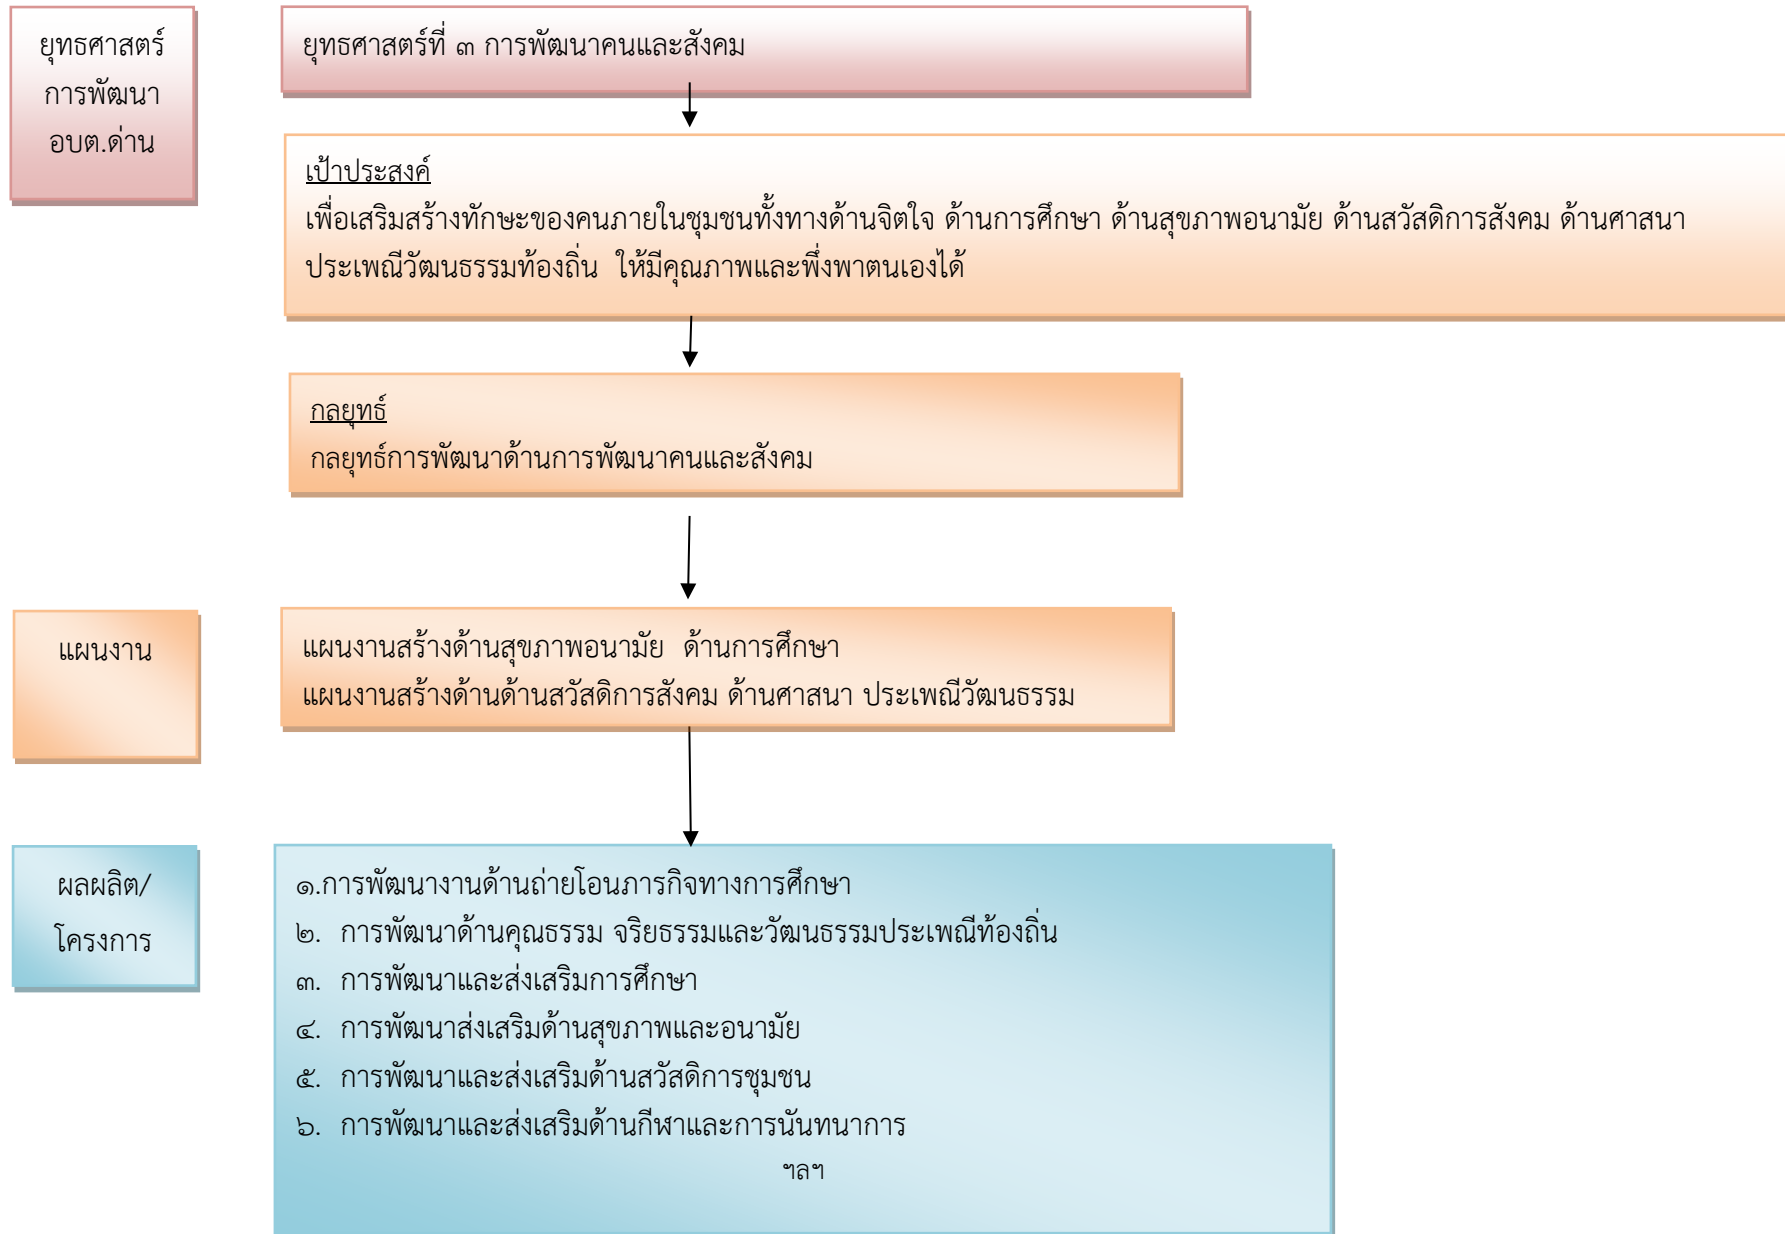 ยุทธศาสตร์
การพัฒนา
อบต.ด่าน
ยุทธศาสตร์ที่ ๓ การพัฒนาคนและสังคม
เป้าประสงค์
เพื่อเสริมสร้างทักษะของคนภายในชุมชนทั้งทางด้านจิตใจ ด้านการศึกษา ด้านสุขภาพอนามัย ด้านสวัสดิการสังคม ด้านศาสนา
ประเพณีวัฒนธรรมท้องถิ่น ให้มีคุณภาพและพึ่งพาตนเองได้
กลยุทธ์
กลยุทธ์การพัฒนาด้านการพัฒนาคนและสังคม
แผนงาน
แผนงานสร้างด้านสุขภาพอนามัย ด้านการศึกษา
แผนงานสร้างด้านด้านสวัสดิการสังคม ด้านศาสนา ประเพณีวัฒนธรรม
ผลผลิต/
โครงการ
๑.การพัฒนางานด้านถ่ายโอนภารกิจทางการศึกษา
๒. การพัฒนาด้านคุณธรรม จริยธรรมและวัฒนธรรมประเพณีท้องถิ่น
๓. การพัฒนาและส่งเสริมการศึกษา
๔. การพัฒนาส่งเสริมด้านสุขภาพและอนามัย
๕. การพัฒนาและส่งเสริมด้านสวัสดิการชุมชน
๖. การพัฒนาและส่งเสริมด้านกีฬาและการนันทนาการ
ฯลฯ